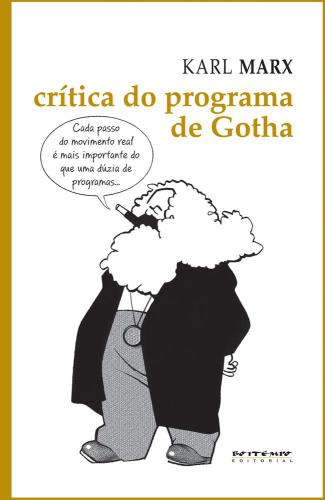 KARL MARX
crítica do programa
de Gotha
Cada passo
do movimento real
é mais importante do
que uma dúzia de
programas...
BOITEMPO
EDITORIAL